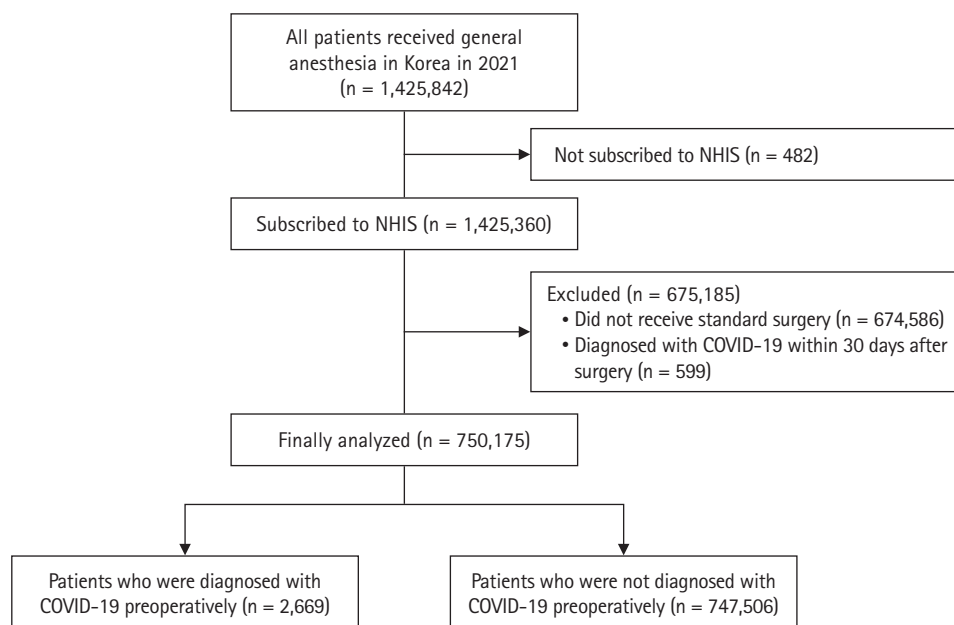 All patients received general
anesthesia in Korea in 2021
(n = 1,425,842)
Not subscribed to NHIS (n = 482)
Subscribed to NHIS (n = 1,425,360)
Excluded (n = 675,185)
• Did not receive standard surgery (n = 674,586)
• Diagnosed with COVID-19 within 30 days after
surgery (n = 599)
Finally analyzed (n = 750,175)
Patients who were diagnosed with
COVID-19 preoperatively (n = 2,669)
Patients who were not diagnosed with
COVID-19 preoperatively (n = 747,506)